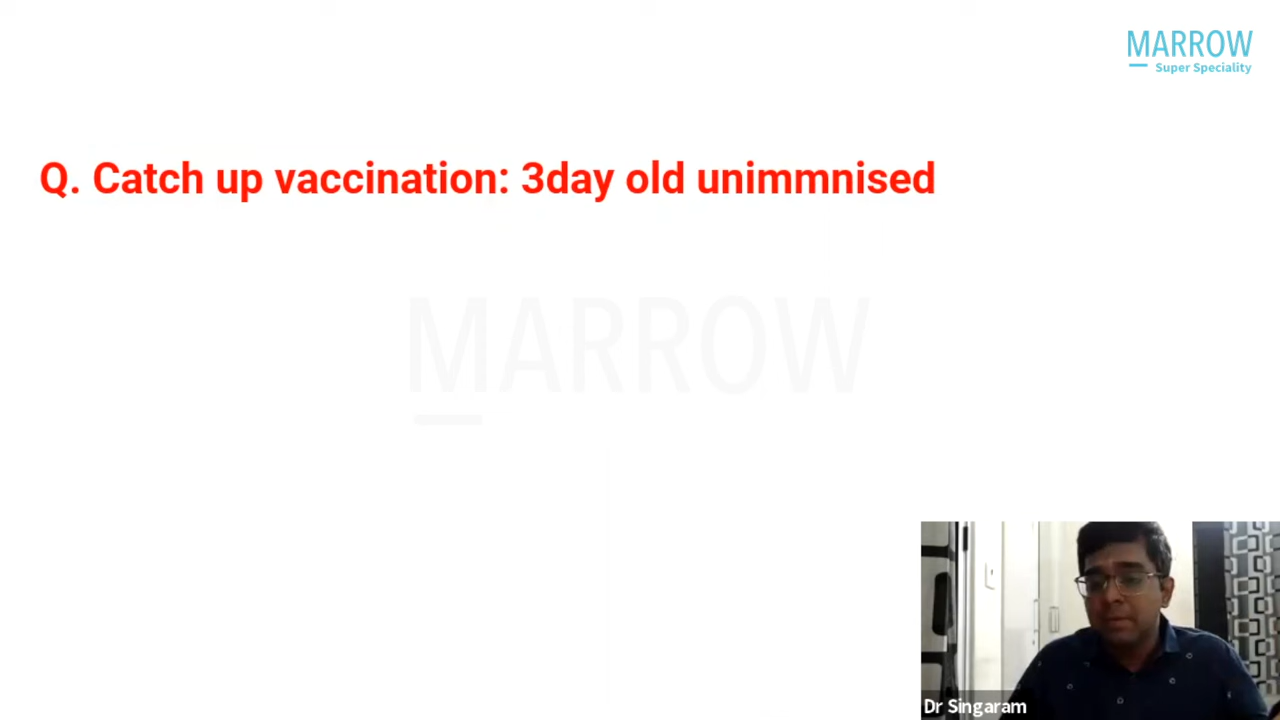 MARROW
Super Speciality
Q. Catch up vaccination: 3day old unimmnised
MARROW
Dr Singaram